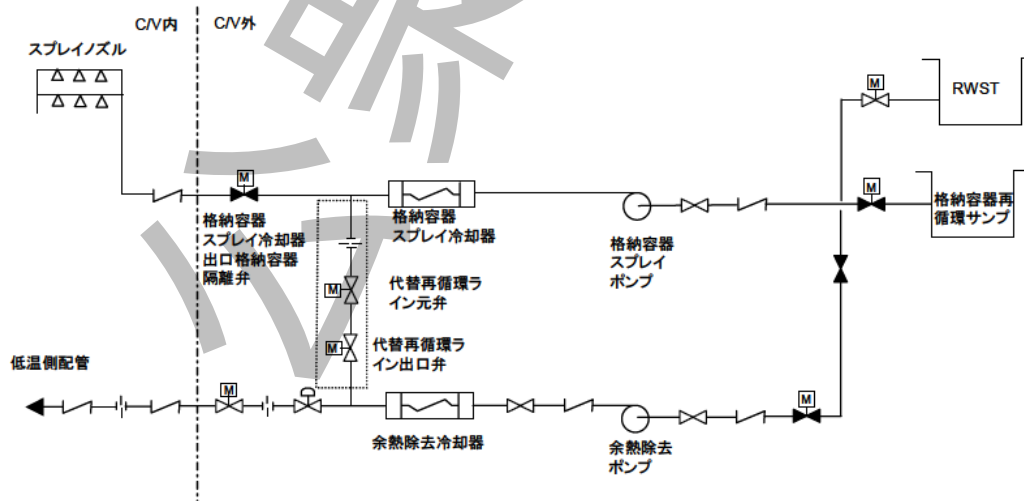 C/V内
C/V外
スプレイノズル
M
RWST
M
M
格納容器再
循環サンプ
格納容器
スプレイ冷却器
出口格納容器
隔離弁
格納容器
スプレイ冷却器
格納容器
スプレイ
ポンプ
M
代替再循環ラ
イン元弁
M
代替再循環ラ
イン出口弁
低温側配管
M
M
余熱除去冷却器
余熱除去
ポンプ